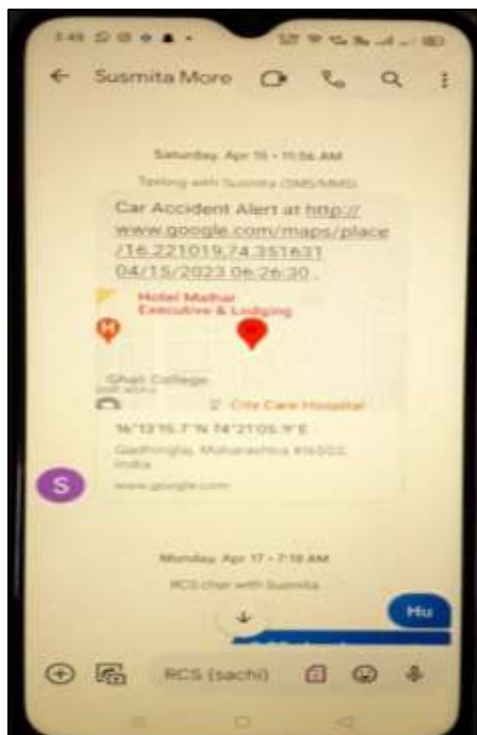 3:49
Susmita More
Saturday, Apr 15 • 11:56 AM
Texting with Susmita (SMS/MMS)
Car Accident Alert at http://
www.google.com/maps/place
/16.221019,74.351631
04/15/2023 06:26:30 .
Hotel Malhar
Executive & Lodging
H
Ghali College
City Care Hospital
16°13'15.7"N 74°21'05.9"E
Gadhinglaj, Maharashtra 416502,
India
www.google.com
S
Monday, Apr 17 • 7:18 AM
RCS chat with Susmita
Hu
RCS (sachi)